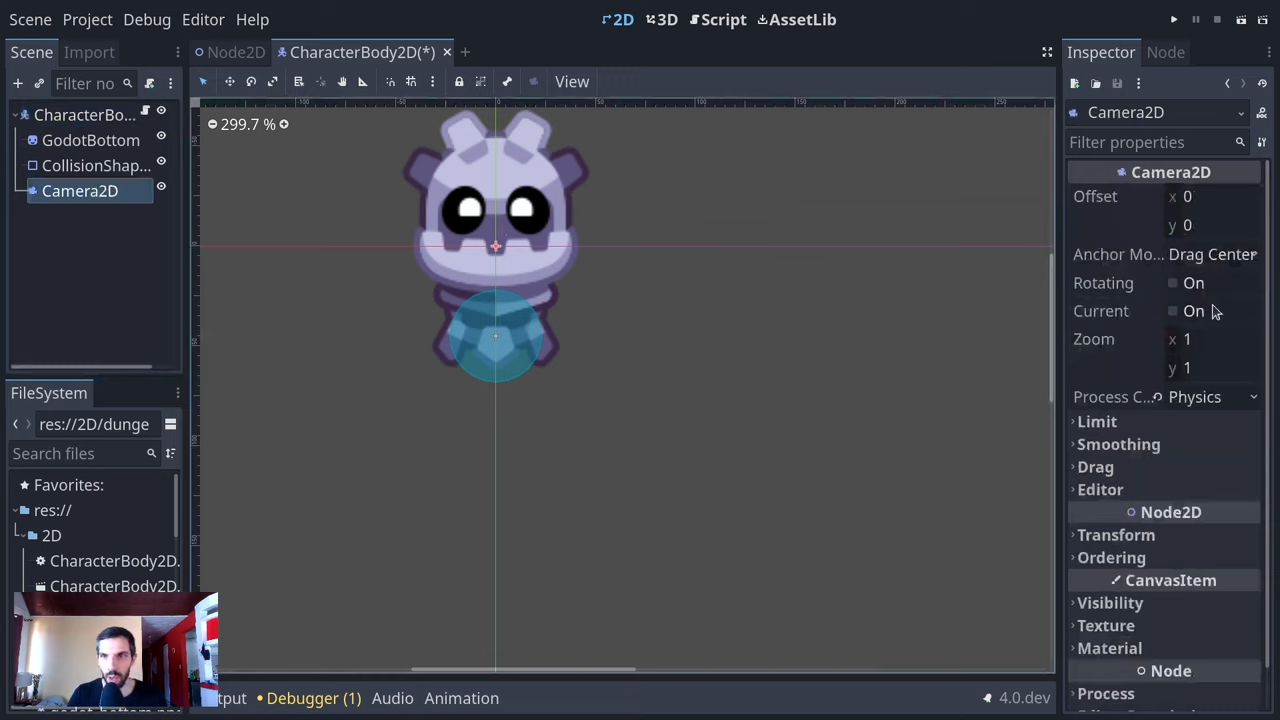 Scene Project Debug Editor Help
2D 3D Script AssetLib
Scene Import
Node2D CharacterBody2D(*)
Inspector Node
Filter no
View
299.7 %
CharacterBo...
GodotBottom
CollisionShap...
Camera2D
FileSystem
res://2D/dunge
Search files
Favorites:
res://
2D
CharacterBody2D.
CharacterBody2D.
Debugger (1) Audio Animation
4.0.dev
Camera2D
Filter properties
Camera2D
Offset x 0
y 0
Anchor Mo... Drag Center
Rotating On
Current On
Zoom x 1
y 1
Process C... Physics
Limit
Smoothing
Drag
Editor
Node2D
Transform
Ordering
CanvasItem
Visibility
Texture
Material
Node
Process